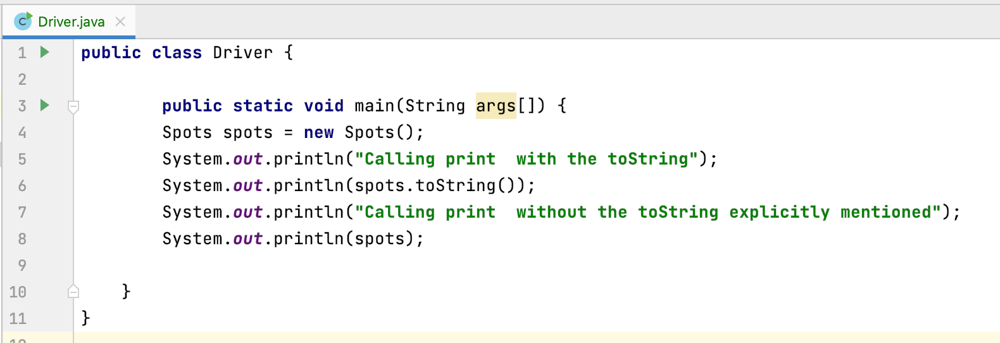 Driver.java
1 public class Driver {
2
3 public static void main(String args[]) {
4 Spots spots = new Spots();
5 System.out.println("Calling print  with the toString");
6 System.out.println(spots.toString());
7 System.out.println("Calling print  without the toString explicitly mentioned");
8 System.out.println(spots);
9
10 }
11 }